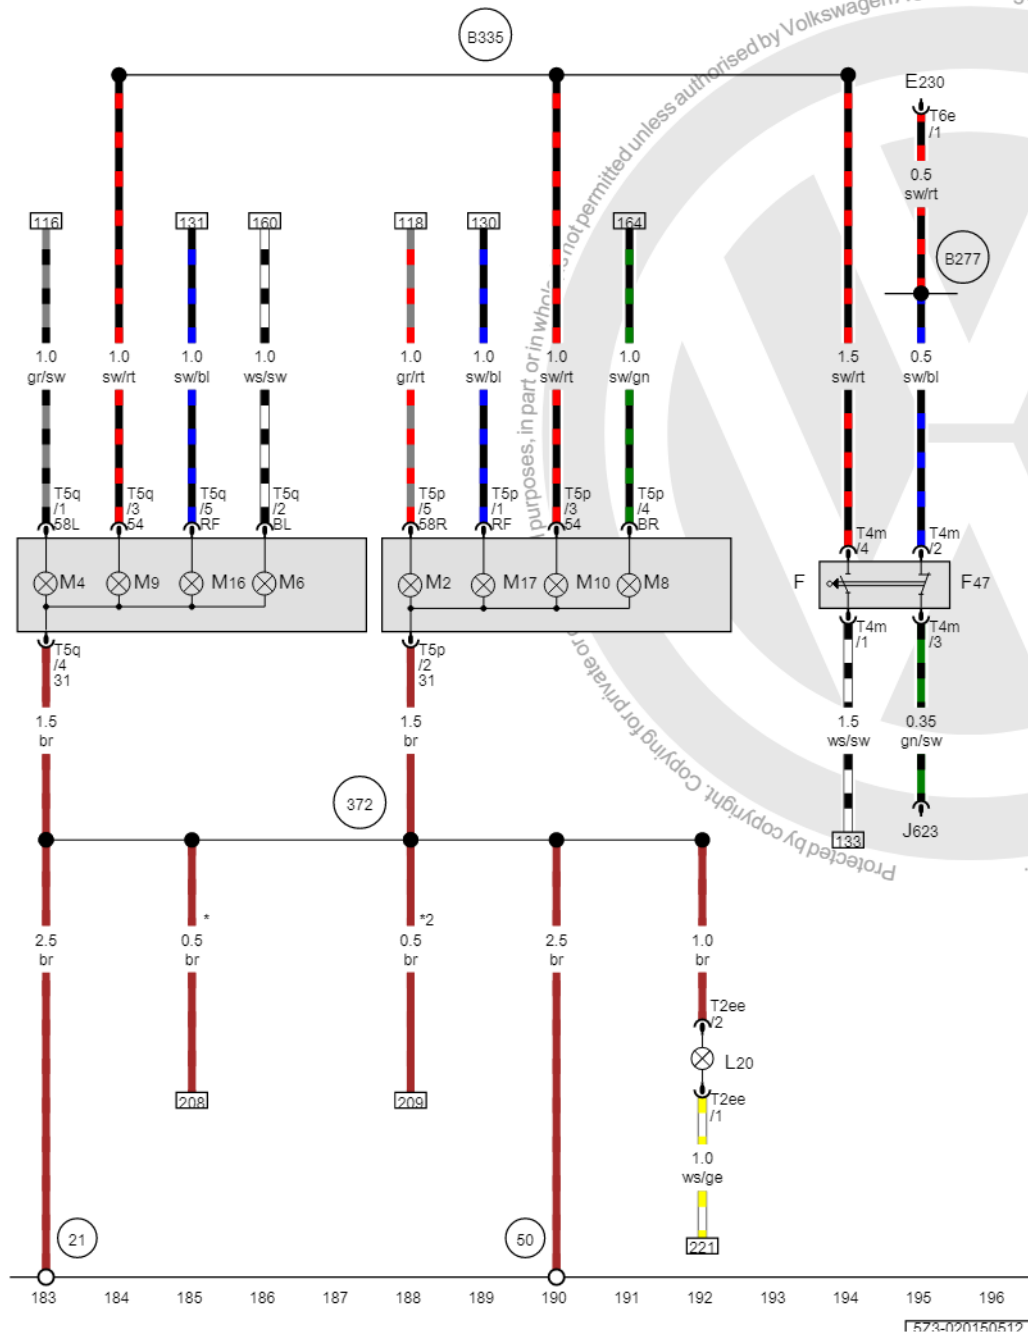 B335
E230
T6e
/1
0.5
sw/rt
B277
116
131
160
118
130
164
1.0
gr/sw
1.0
sw/rt
1.0
sw/bl
1.0
ws/sw
1.0
gr/rt
1.0
sw/bl
1.0
sw/rt
1.0
sw/gn
1.5
sw/rt
0.5
sw/bl
T5q
/1
58L
T5q
/3
54
T5q
/5
RF
T5q
/2
BL
T5p
/5
58R
T5p
/1
RF
T5p
/3
54
T5p
/4
BR
T4m
/4
T4m
/2
M4
M9
M16
M6
M2
M17
M10
M8
F
F47
T5q
/4
31
T5p
/2
31
T4m
/1
T4m
/3
1.5
br
1.5
br
1.5
ws/sw
0.35
gn/sw
372
133
J623
*
*2
2.5
br
0.5
br
0.5
br
2.5
br
1.0
br
T2ee
/2
L20
T2ee
/1
208
209
1.0
ws/ge
221
21
50
183 184 185 186 187 188 189 190 191 192 193 194 195 196
573-020150512
Protected by copyright. Copying for private or
purposes, in part or in whole, is not permitted unless authorised by Volkswagen